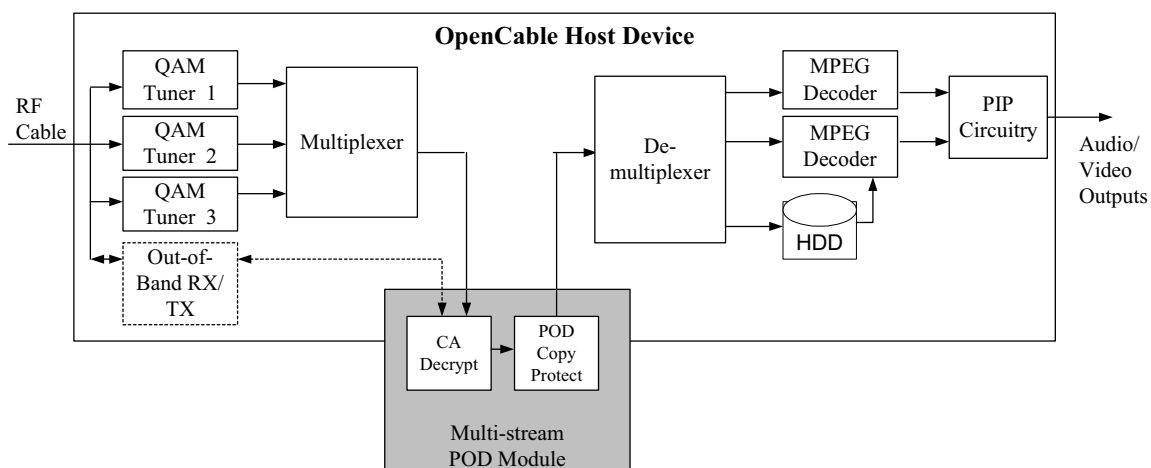 OpenCable Host Device
RF
Cable
QAM
Tuner 1
QAM
Tuner 2
QAM
Tuner 3
Out-of-
Band RX/
TX
Multiplexer
CA
Decrypt
POD
Copy
Protect
Multi-stream
POD Module
De-
multiplexer
MPEG
Decoder
MPEG
Decoder
HDD
PIP
Circuitry
Audio/
Video
Outputs